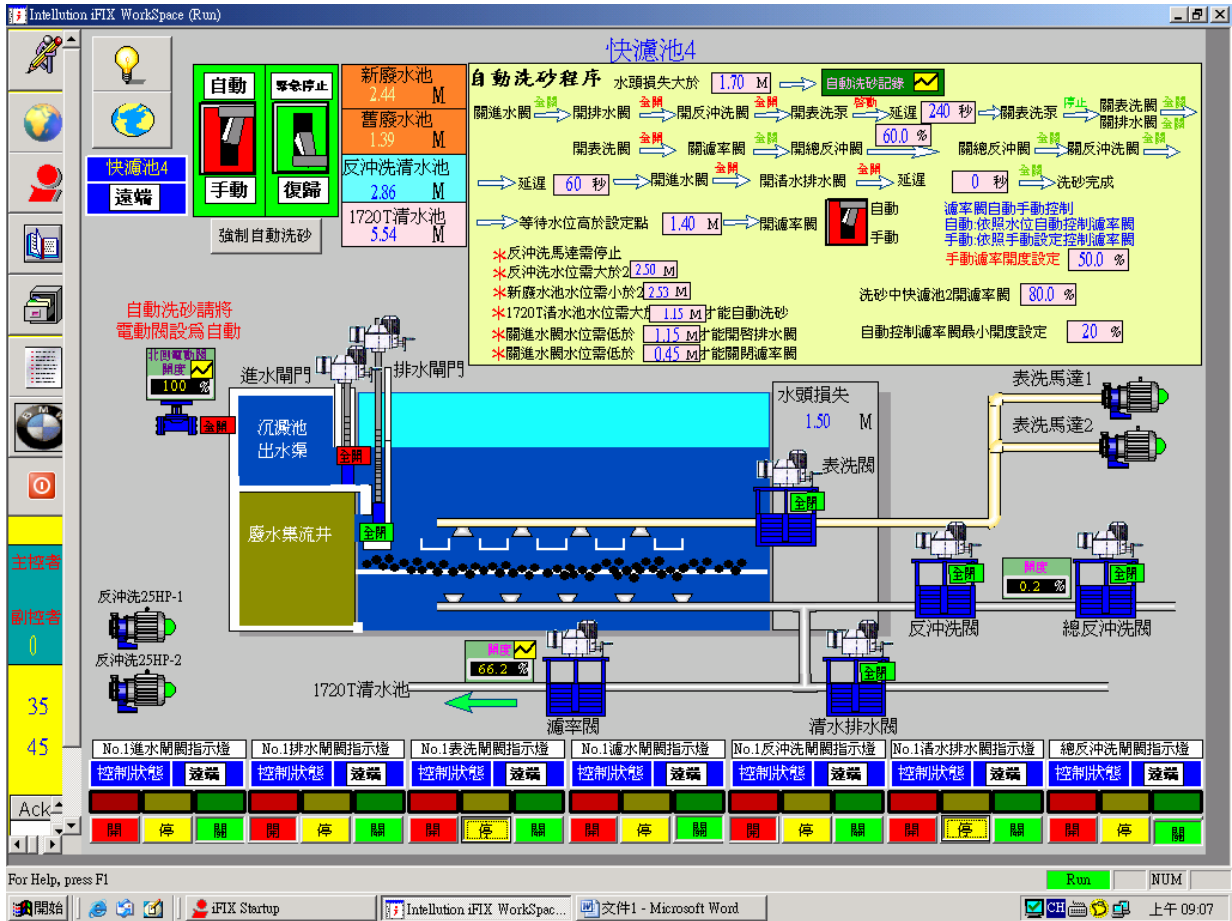 Intellution iFIX WorkSpace (Run)
快濾池4
自動
手動
緊急停止
復歸
快濾池4
遠端
強制自動洗砂
新廢水池
2.44 M
舊廢水池
1.39 M
反沖洗清水池
2.86 M
1720T清水池
5.54 M
自動洗砂程序 水頭損失大於 1.70 M 自動洗砂記錄
關進水閥 全關 開排水閥 全開 開反沖洗閥 全開 開表洗泵 啓動 延遲 240 秒 關表洗泵 停止 關表洗閥 全關
關排水閥 全關
開表洗閥 全開 關濾率閥 全關 開總反沖閥 60.0 % 關總反沖閥 全關 關反沖洗閥 全關
延遲 60 秒 開進水閥 全開 開清水排水閥 全開 延遲 0 秒 全關 洗砂完成
等待水位高於設定點 1.40 M 開濾率閥
自動
手動
濾率閥自動手動控制
自動:依照水位自動控制濾率閥
手動:依照手動設定控制濾率閥
手動濾率開度設定 50.0 %
*反沖洗馬達需停止
*反沖洗水位需大於2 2.50 M
*新廢水池水位需小於2 2.53 M
*1720T清水池水位需大於 1.15 M 才能自動洗砂
*關進水閥水位需低於 1.15 M 才能開啓排水閥
*關進水閥水位需低於 0.45 M 才能關閉濾率閥
洗砂中快濾池2開濾率閥 80.0 %
自動控制濾率閥最小開度設定 20 %
自動洗砂請將
電動閥設爲自動
開度
100 %
全開
進水閘門
排水閘門
沉澱池
出水渠
全開
廢水集流井
全閉
水頭損失
1.50 M
表洗閥
全閉
表洗馬達1
表洗馬達2
反沖洗閥
全閉
開度
0.2 %
總反沖洗閥
全閉
反沖洗25HP-1
反沖洗25HP-2
開度
66.2 %
1720T清水池
濾率閥
清水排水閥
全閉
主控者
副控者
0
35
45
Ack
No.1進水閘閥指示燈 No.1排水閘閥指示燈 No.1表洗閘閥指示燈 No.1濾水閘閥指示燈 No.1反沖洗閘閥指示燈 No.1清水排水閥指示燈 總反沖洗閘閥指示燈
控制狀態 遠端 控制狀態 遠端 控制狀態 遠端 控制狀態 遠端 控制狀態 遠端 控制狀態 遠端 控制狀態 遠端
開 停 關 開 停 關 開 停 關 開 停 關 開 停 關 開 停 關 開 停 關
For Help, press F1
Run NUM
開始 iFIX Startup Intellution iFIX WorkSpac... 文件1 - Microsoft Word CH 上午 09:07